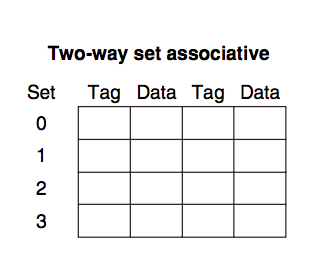 Two-way set associative
Set Tag Data Tag Data
0
1
2
3